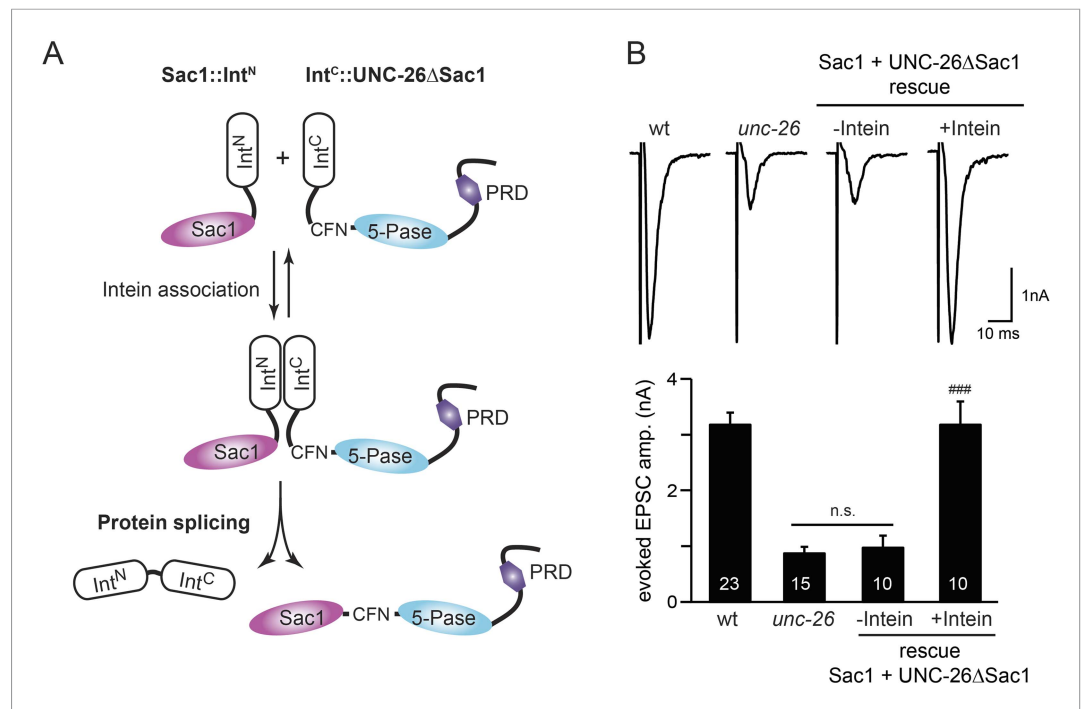 A
Sac1::IntN
IntC::UNC-26ΔSac1
IntN
+
IntC
Sac1
CFN
5-Pase
PRD
Intein association
IntN
IntC
Sac1
CFN
5-Pase
PRD
Protein splicing
IntN
IntC
Sac1
CFN
5-Pase
PRD
B
Sac1 + UNC-26ΔSac1
rescue
wt
unc-26
-Intein
+Intein
1nA
10 ms
evoked EPSC amp. (nA)
4
2
0
n.s.
###
23
15
10
10
wt
unc-26
-Intein
+Intein
rescue
Sac1 + UNC-26ΔSac1